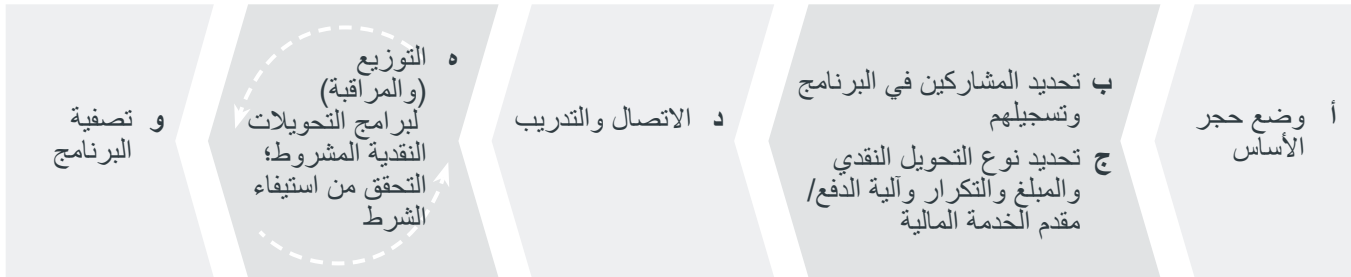 أ وضع حجر
الأساس
ب تحديد المشاركين في البرنامج
وتسجيلهم
ج تحديد نوع التحويل النقدي
والمبلغ والتكرار وآلية الدفع/
مقدم الخدمة المالية
د الاتصال والتدريب
ه التوزيع
(والمراقبة)
لبرامج التحويلات
النقدية المشروط؛
التحقق من استيفاء
الشرط
و تصفية
البرنامج